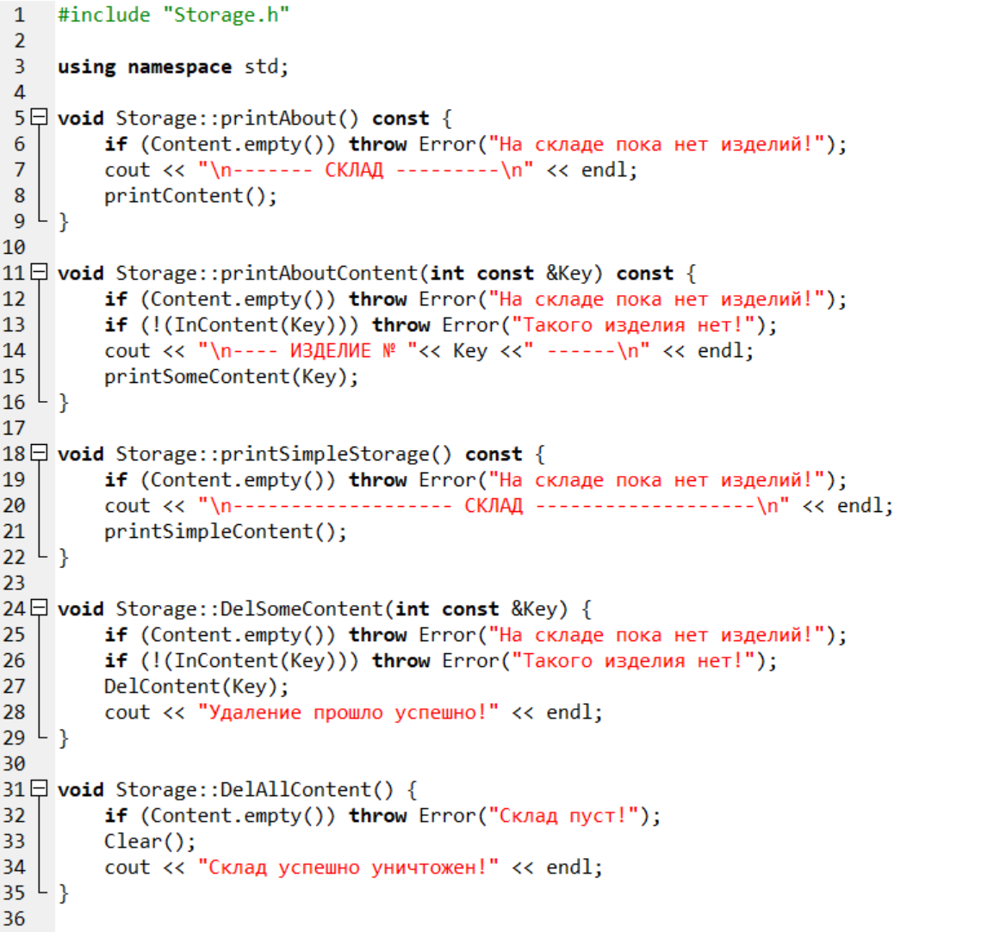 1 #include "Storage.h"
2
3 using namespace std;
4
5 void Storage::printAbout() const {
6 if (Content.empty()) throw Error("На складе пока нет изделий!");
7 cout << "\n------- СКЛАД ---------\n" << endl;
8 printContent();
9 }
10
11 void Storage::printAboutContent(int const &Key) const {
12 if (Content.empty()) throw Error("На складе пока нет изделий!");
13 if (!(InContent(Key))) throw Error("Такого изделия нет!");
14 cout << "\n---- ИЗДЕЛИЕ № "<< Key <<" ------\n" << endl;
15 printSomeContent(Key);
16 }
17
18 void Storage::printSimpleStorage() const {
19 if (Content.empty()) throw Error("На складе пока нет изделий!");
20 cout << "\n------------------- СКЛАД -------------------\n" << endl;
21 printSimpleContent();
22 }
23
24 void Storage::DelSomeContent(int const &Key) {
25 if (Content.empty()) throw Error("На складе пока нет изделий!");
26 if (!(InContent(Key))) throw Error("Такого изделия нет!");
27 DelContent(Key);
28 cout << "Удаление прошло успешно!" << endl;
29 }
30
31 void Storage::DelAllContent() {
32 if (Content.empty()) throw Error("Склад пуст!");
33 Clear();
34 cout << "Склад успешно уничтожен!" << endl;
35 }
36